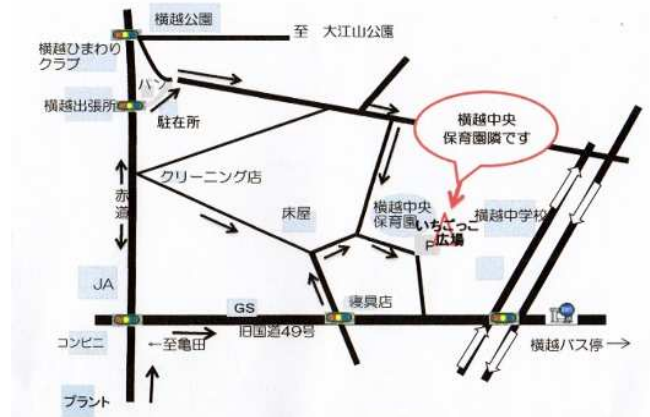 横越公園
至　大江山公園
横越ひまわり
クラブ
パン
横越出張所
駐在所
横越中央
保育園隣です
クリーニング店
赤道
床屋
横越中央
保育園
いちごっこ
広場
P
横越中学校
JA
GS
寝具店
旧国道49号
コンビニ
←至亀田
横越バス停→
プラント